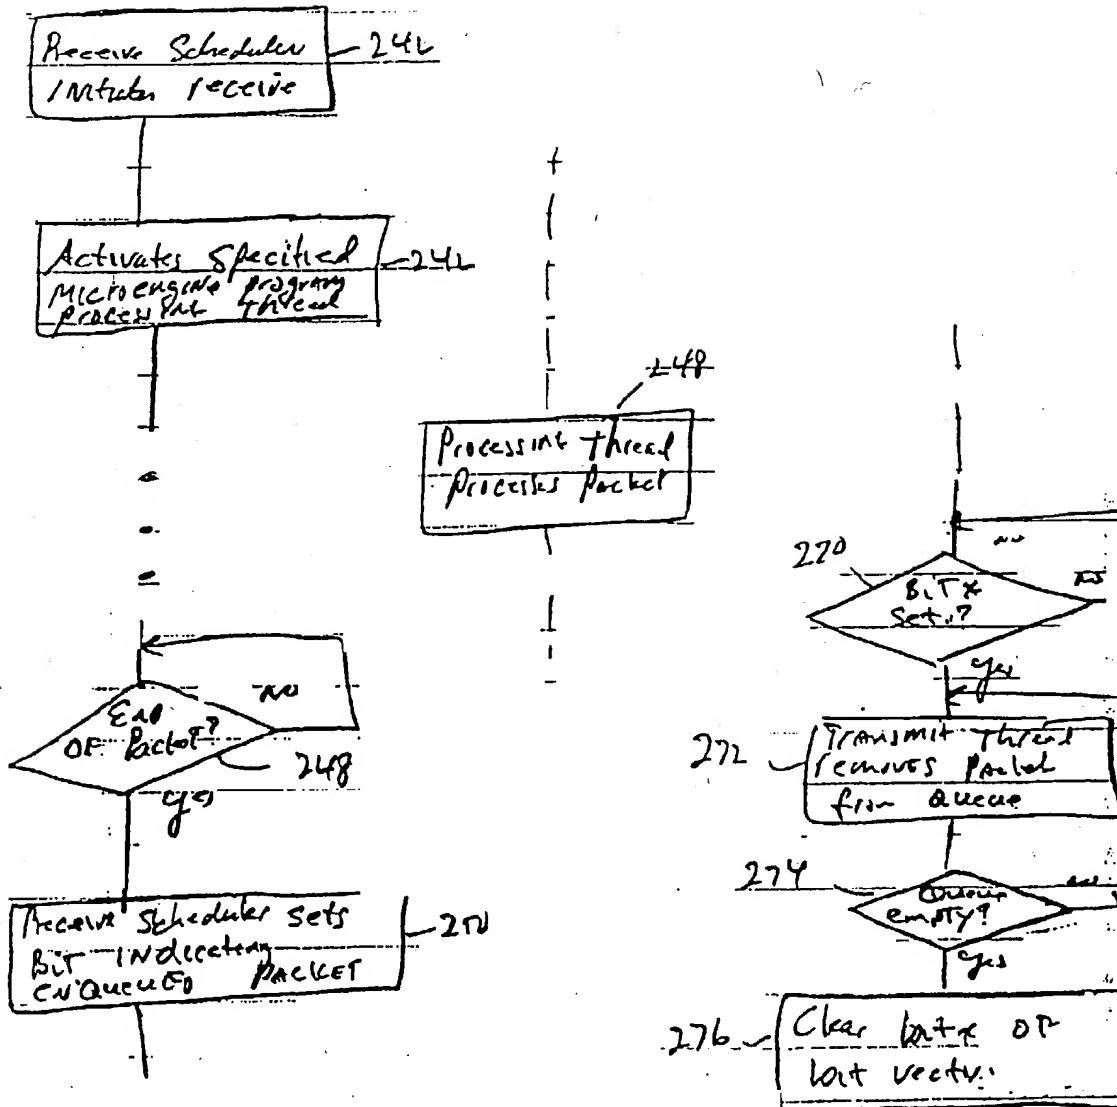 Receive Scheduler
242
Initiates receive
Activates Specified
242
Microengine program
processing thread
248
Processing thread
processes packet
End
OF Packet?
NO
248
yes
Receive Scheduler sets
Bit indicating
ENQUEUED PACKET
250
NO
270
BiT x
Set?
NO
yes
272
Transmit Thread
removes packet
from Queue
274
Queue
empty?
NO
yes
276
Clear bit x OF
bit vector